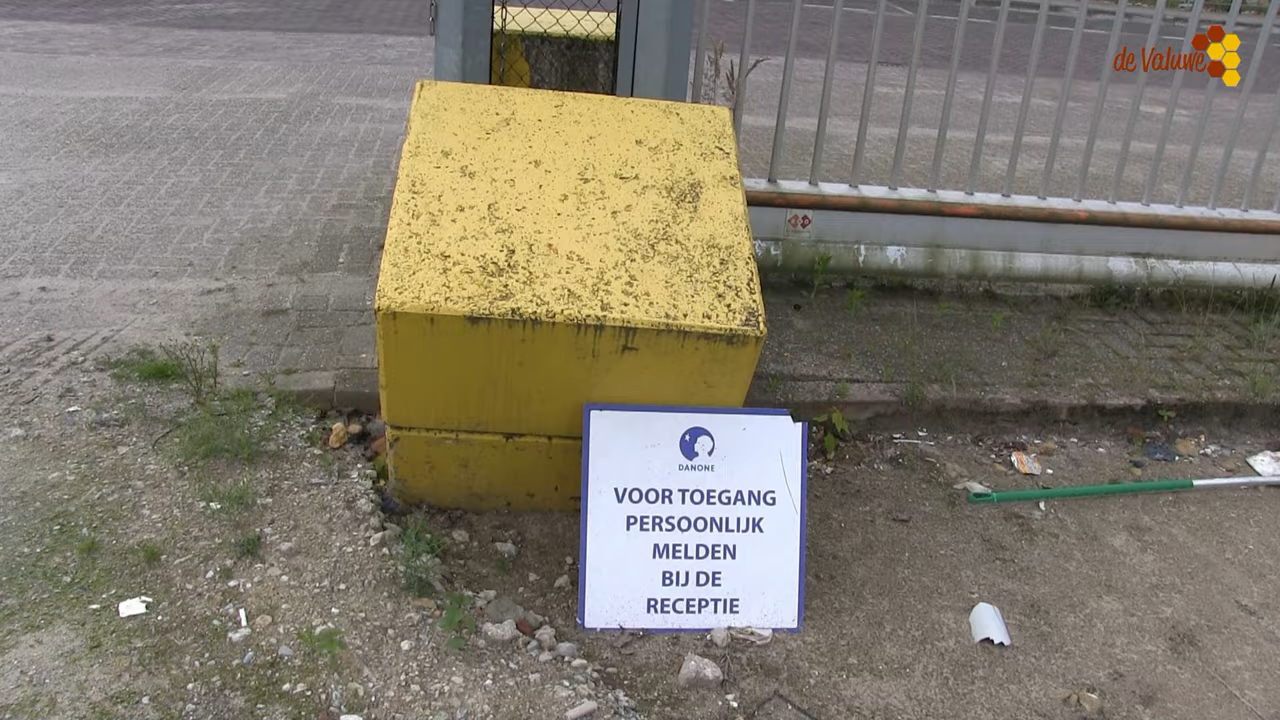 de Valuwe
DANONE
VOOR TOEGANG
PERSOONLIJK
MELDEN
BIJ DE
RECEPTIE